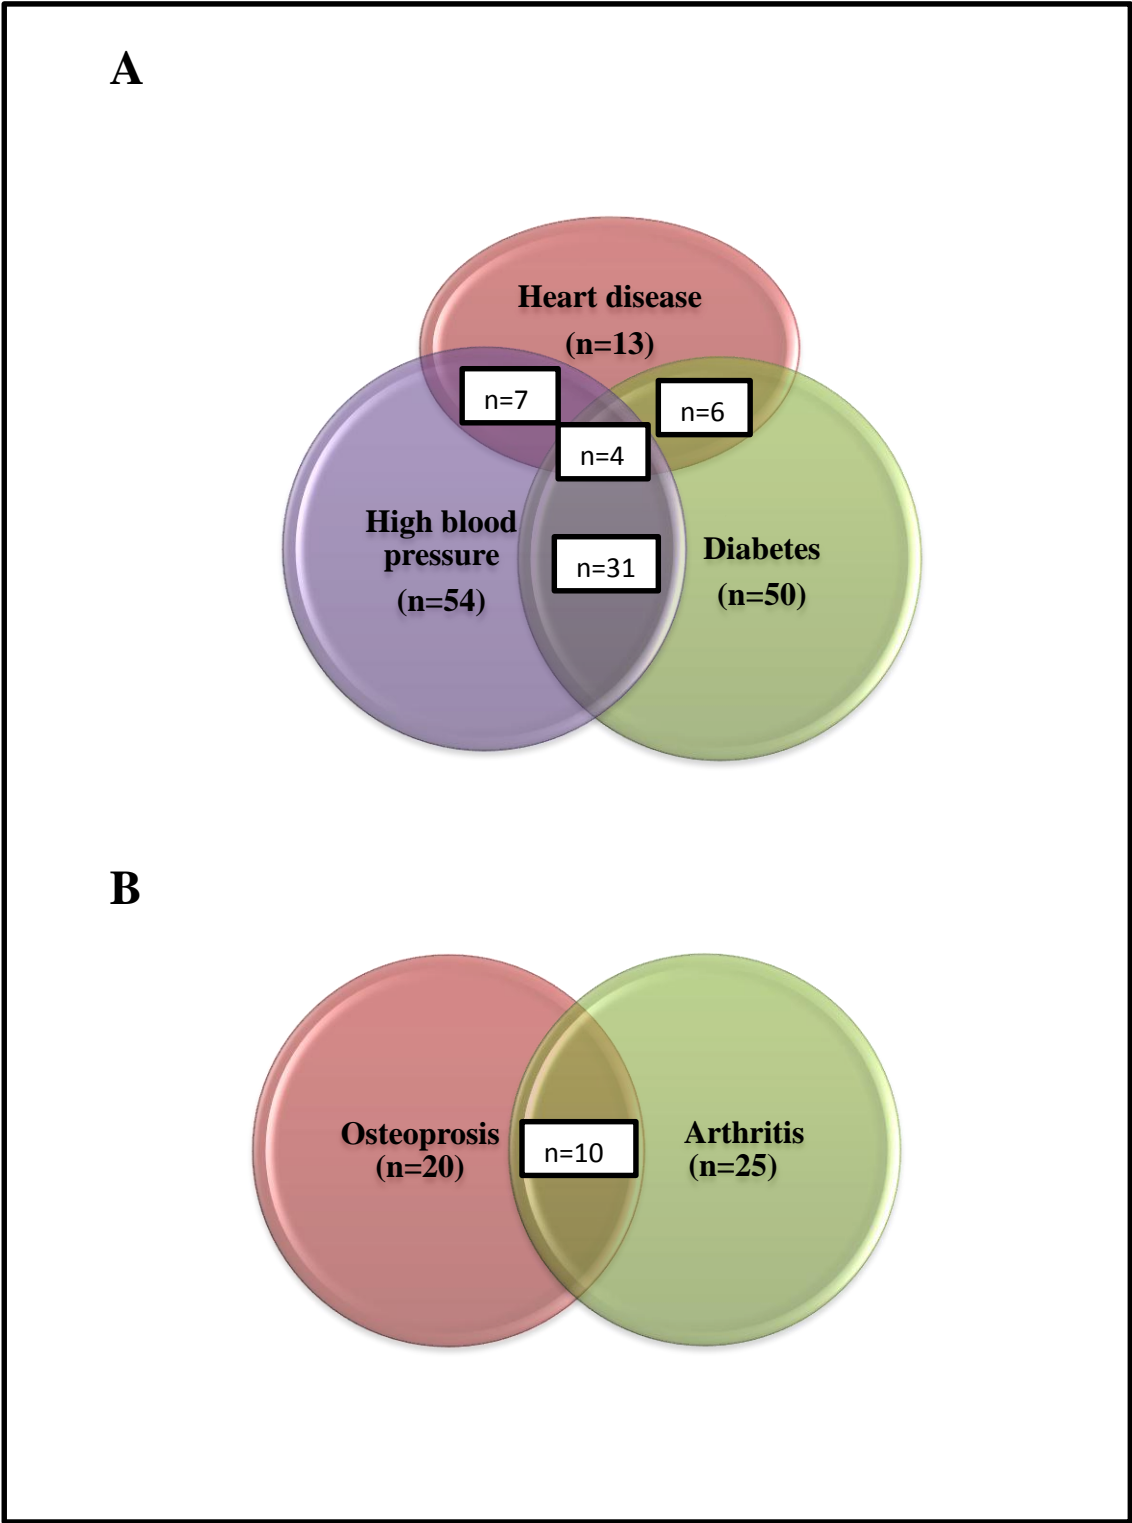 A
Heart disease
(n=13)
n=7
n=6
n=4
High blood
pressure
(n=54)
n=31
Diabetes
(n=50)
B
Osteoprosis
(n=20)
n=10
Arthritis
(n=25)